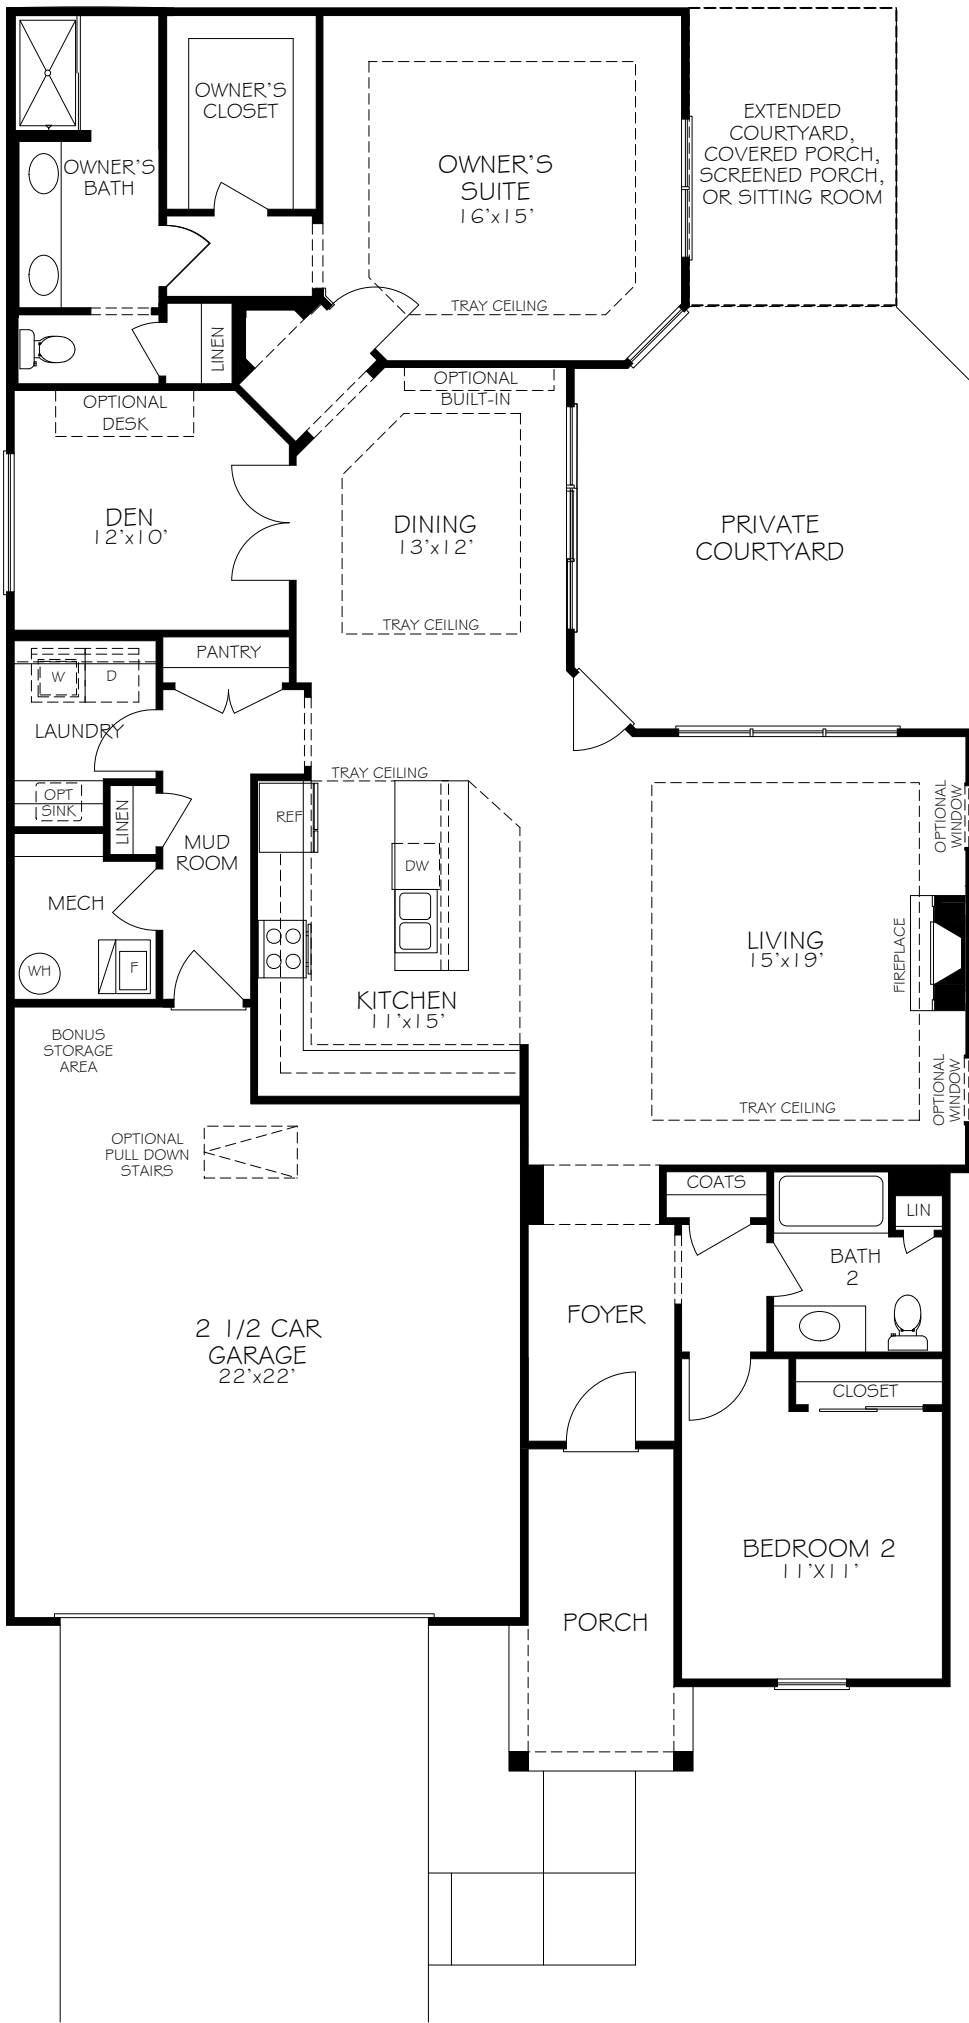 OWNER'S
CLOSET
OWNER'S
BATH
OWNER'S
SUITE
16'x15'
TRAY CEILING
EXTENDED
COURTYARD,
COVERED PORCH,
SCREENED PORCH,
OR SITTING ROOM
LINEN
OPTIONAL
DESK
OPTIONAL
BUILT-IN
DEN
12'x10'
DINING
13'x12'
TRAY CEILING
PRIVATE
COURTYARD
PANTRY
W
D
LAUNDRY
OPT
SINK
LINEN
MUD
ROOM
TRAY CEILING
REF
DW
MECH
WH
F
KITCHEN
11'x15'
OPTIONAL
WINDOW
LIVING
15'x19'
FIREPLACE
OPTIONAL
WINDOW
TRAY CEILING
BONUS
STORAGE
AREA
OPTIONAL
PULL DOWN
STAIRS
COATS
LIN
BATH
2
FOYER
2 1/2 CAR
GARAGE
22'x22'
CLOSET
BEDROOM 2
11'X11'
PORCH